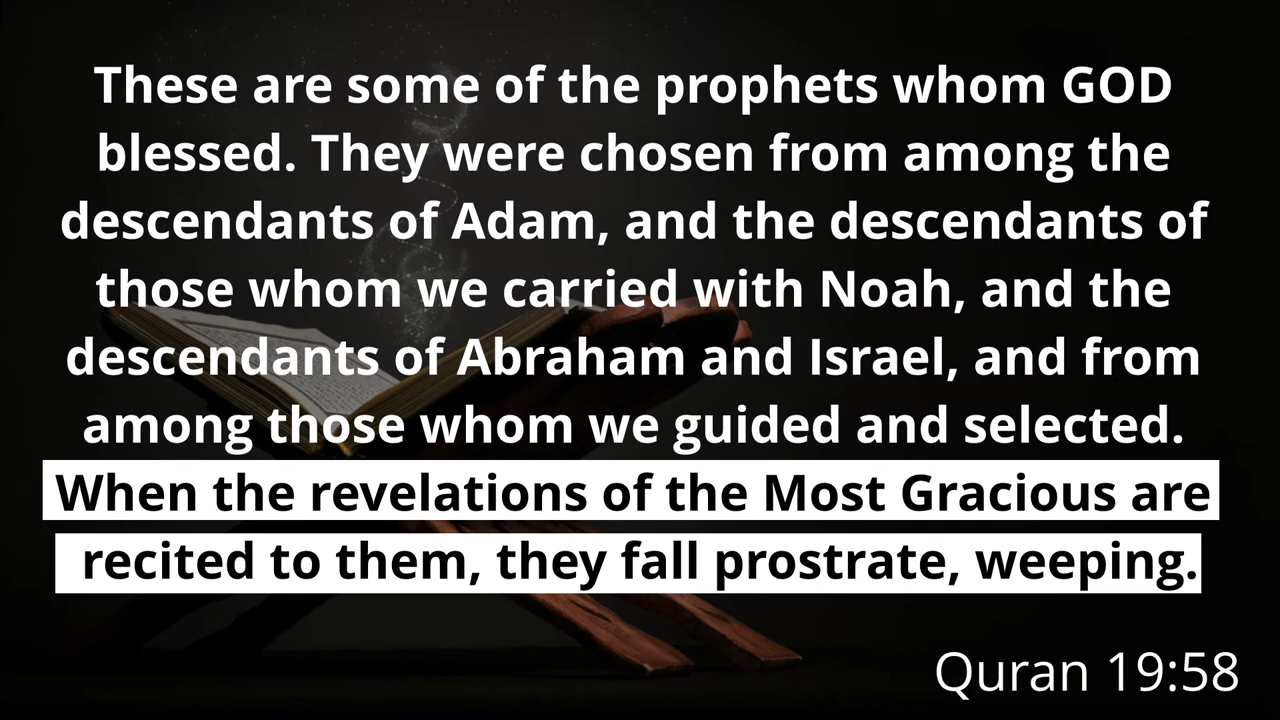 These are some of the prophets whom GOD
blessed. They were chosen from among the
descendants of Adam, and the descendants of
those whom we carried with Noah, and the
descendants of Abraham and Israel, and from
among those whom we guided and selected.
When the revelations of the Most Gracious are
recited to them, they fall prostrate, weeping.
Quran 19:58